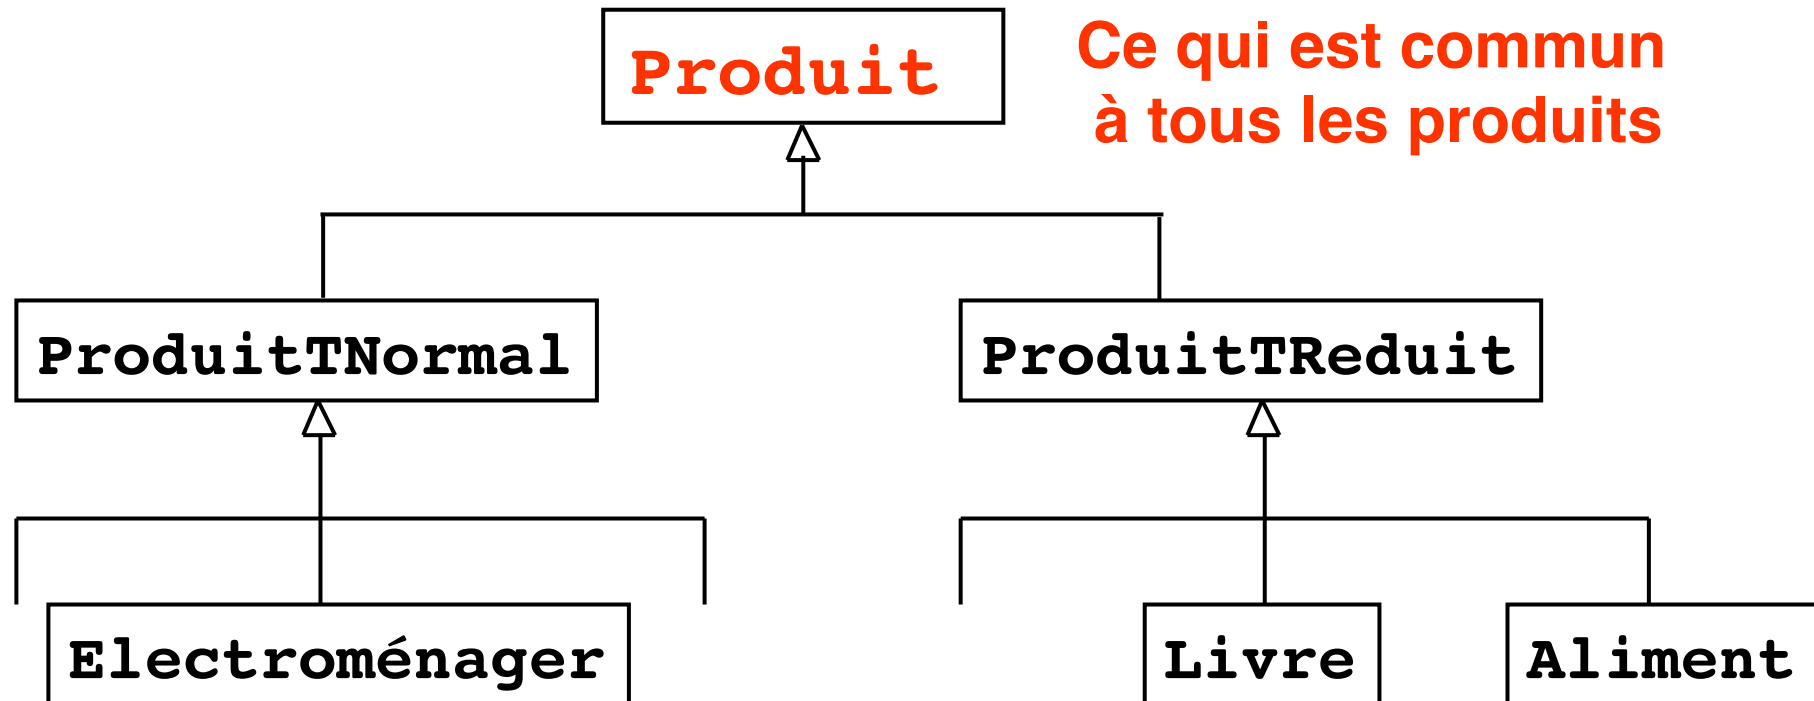 Produit
Ce qui est commun
à tous les produits
ProduitTNormal
ProduitTReduit
Electroménager
Livre
Aliment